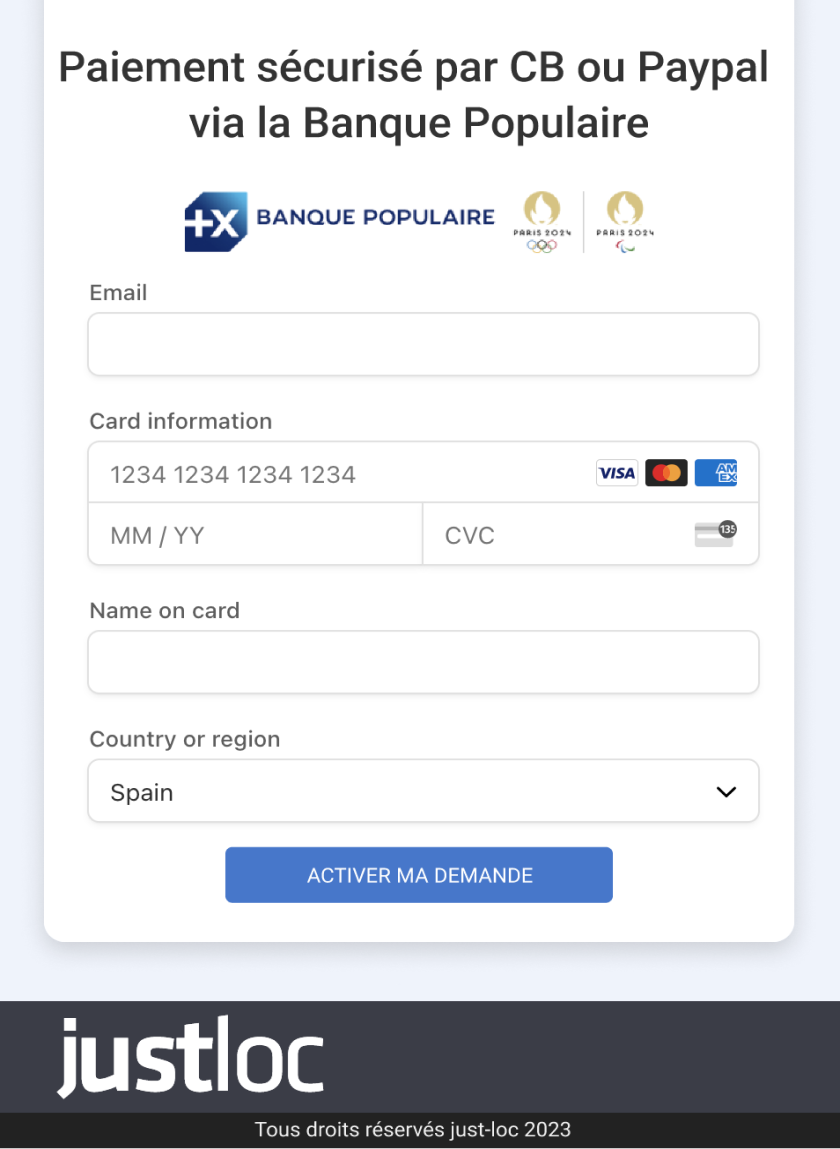 Paiement sécurisé par CB ou Paypal
via la Banque Populaire
+X BANQUE POPULAIRE
PARIS 2024
PARIS 2024
Email
Card information
1234 1234 1234 1234
VISA
AM
EX
MM / YY
CVC
135
Name on card
Country or region
Spain
ACTIVER MA DEMANDE
justloc
Tous droits réservés just-loc 2023